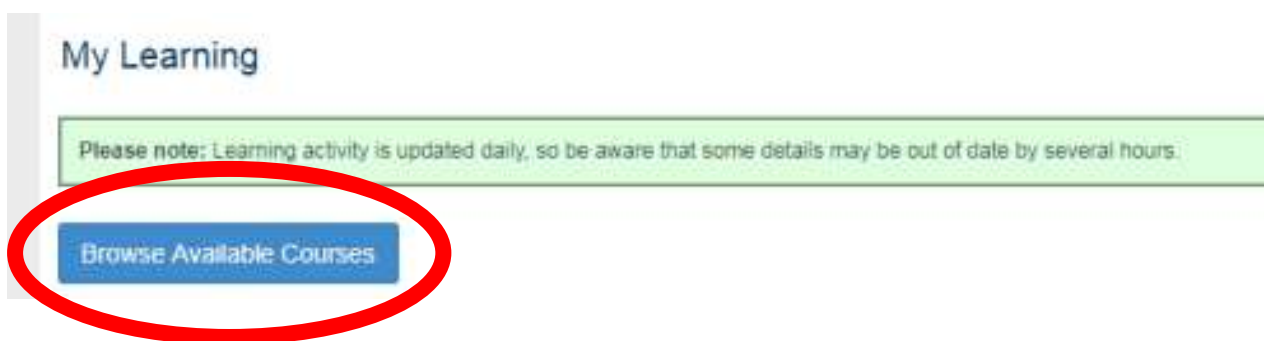 My Learning
Please note: Learning activity is updated daily, so be aware that some details may be out of date by several hours.
Browse Available Courses